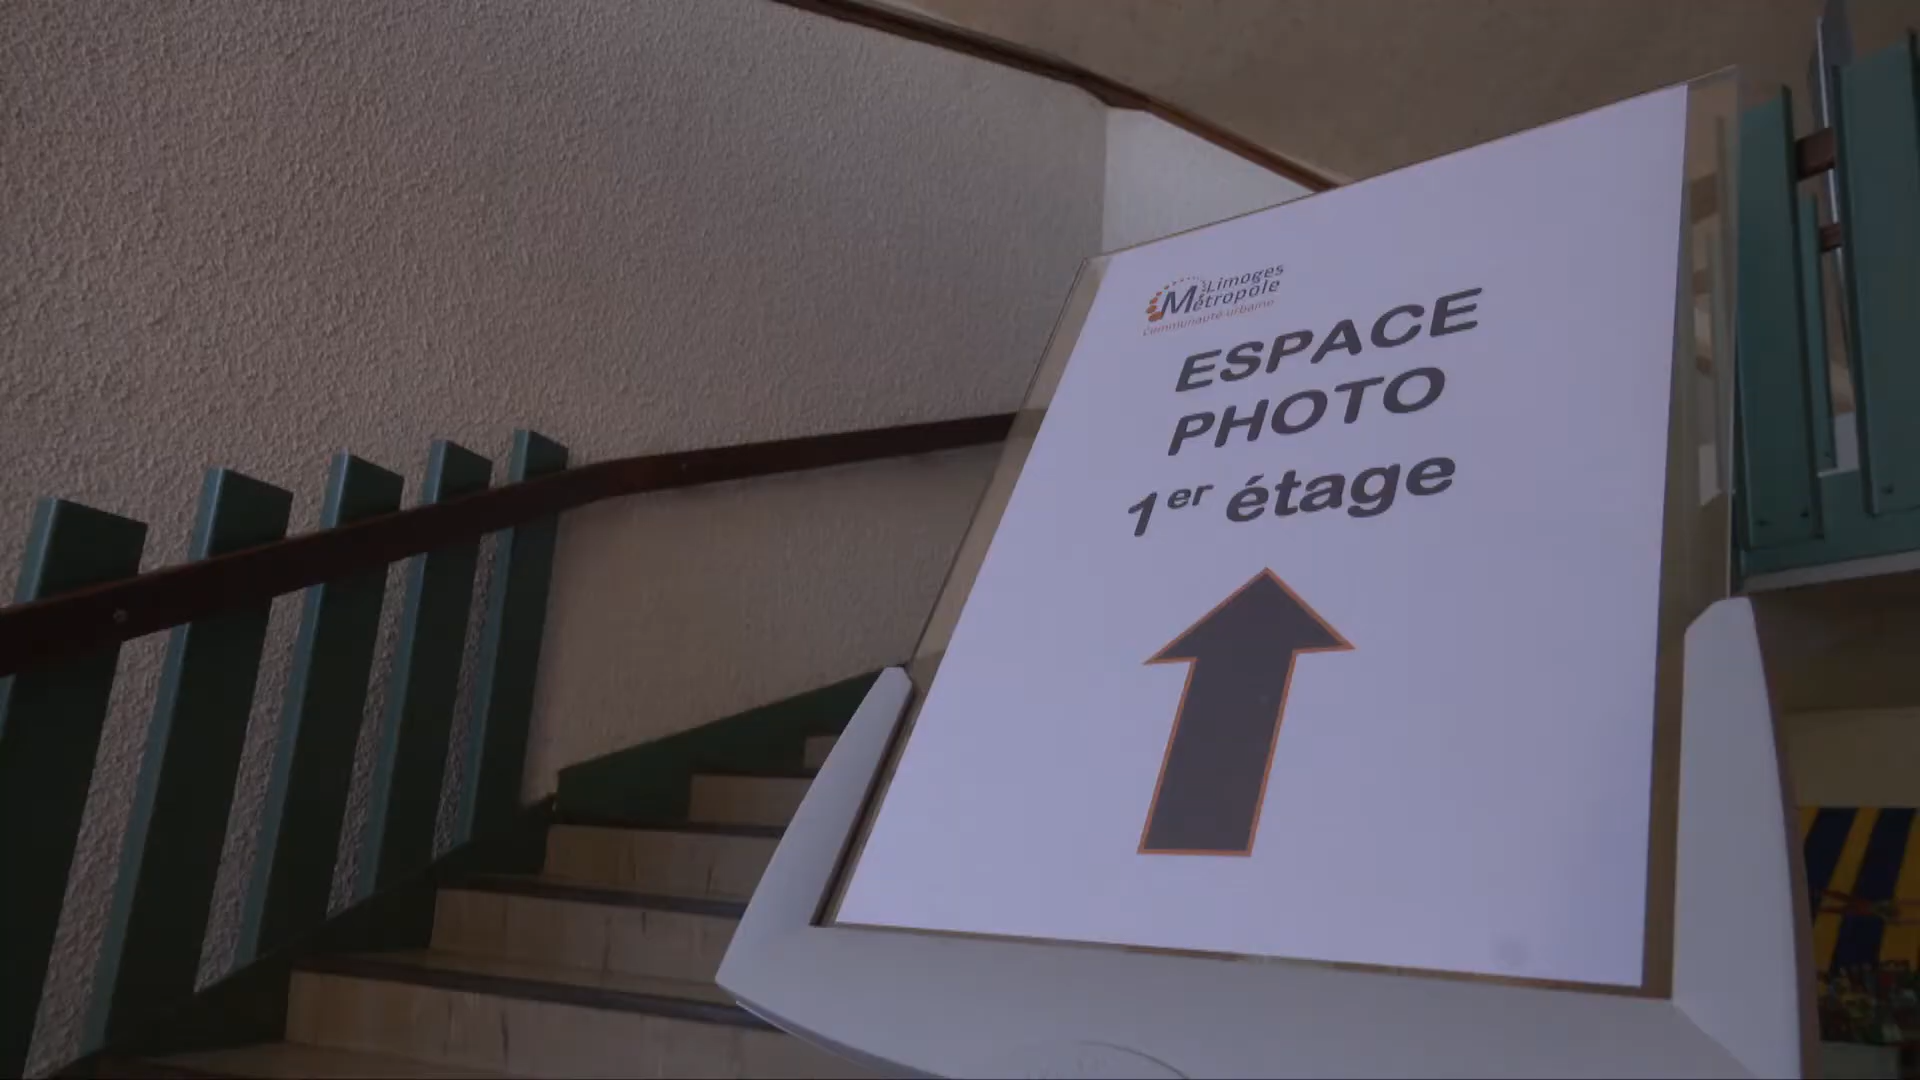 Limoges
Métropole
Communauté urbaine
ESPACE
PHOTO
1er étage